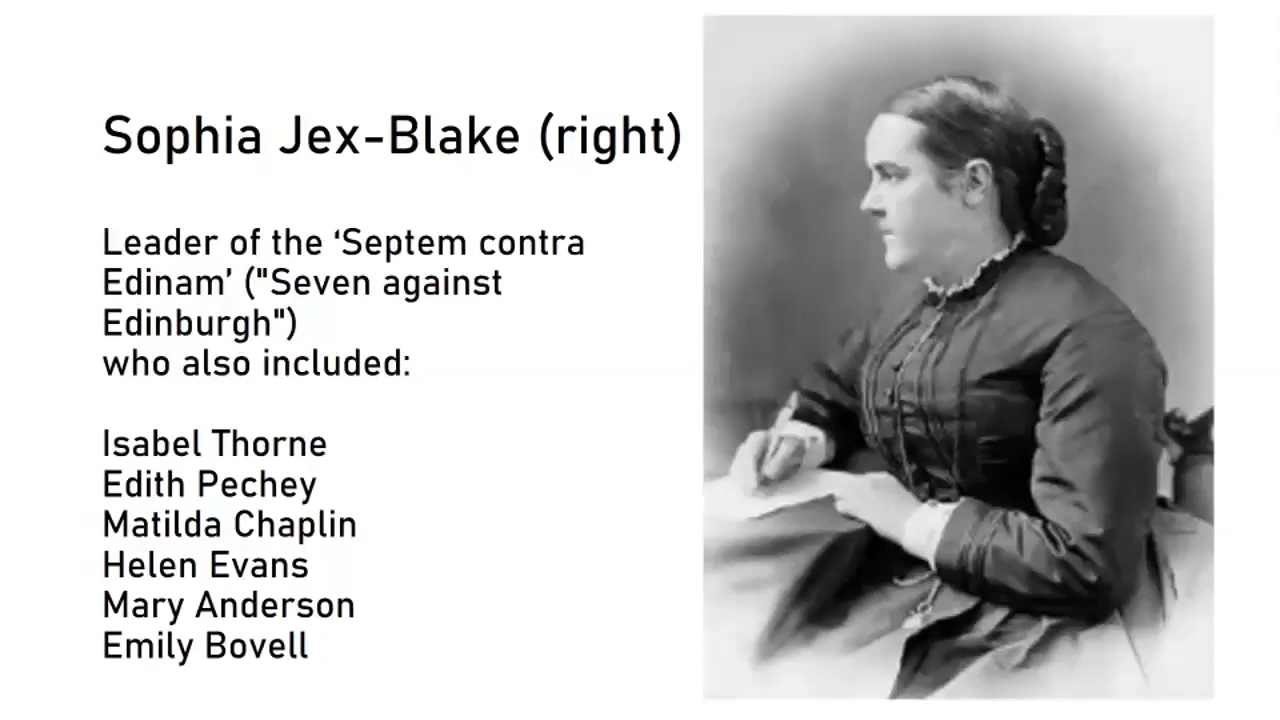 Sophia Jex-Blake (right)
Leader of the ‘Septem contra
Edinam’ ("Seven against
Edinburgh")
who also included:
Isabel Thorne
Edith Pechey
Matilda Chaplin
Helen Evans
Mary Anderson
Emily Bovell